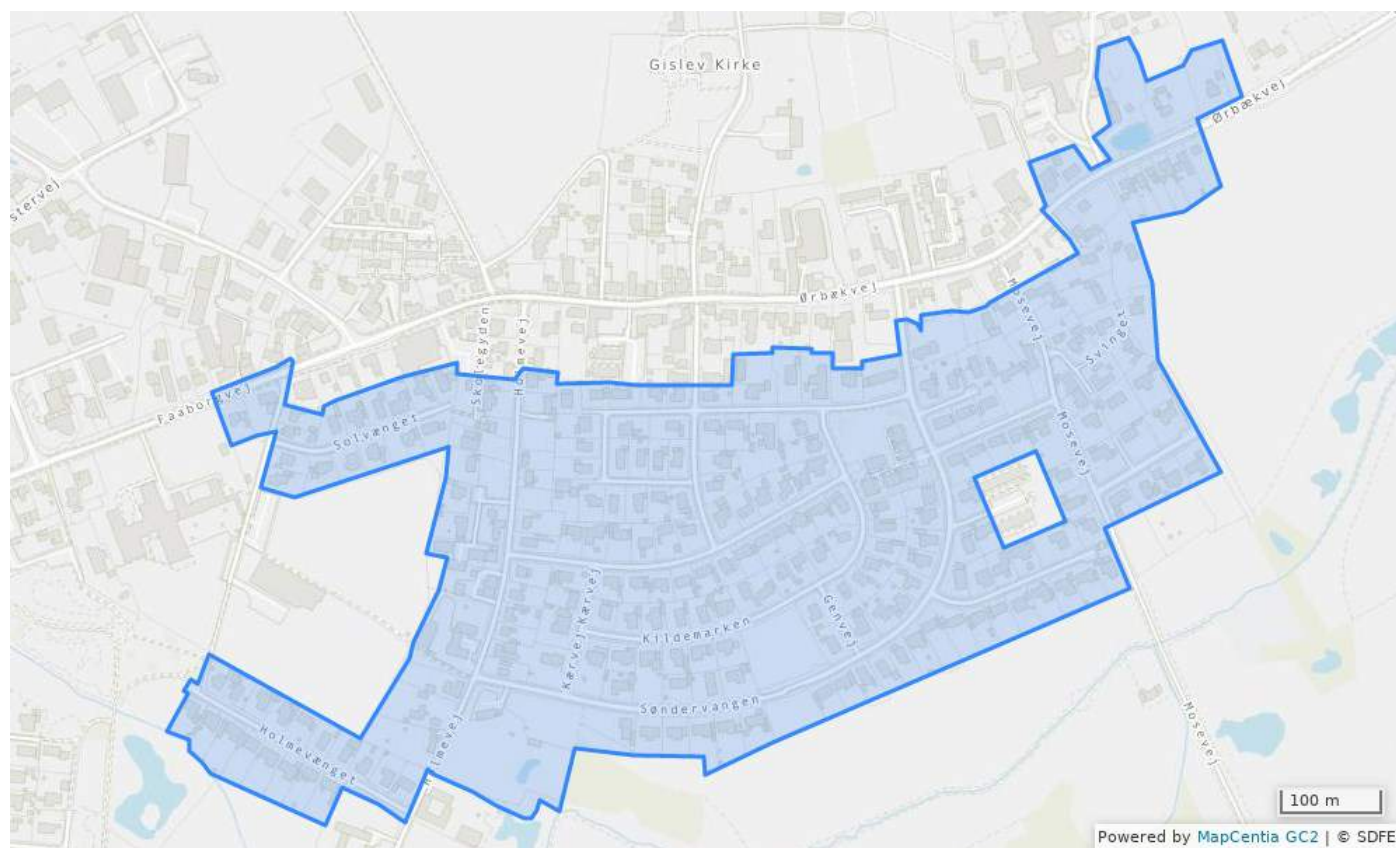 Gislev Kirke
Ørbækvej
stervej
Ørbækvej
Mosevej
Svinget
Skolegyden
Holmevej
Faaborgvej
Solvænget
Mosevej
Kærvej
Kærvej
Genvej
Kildemarken
Søndervangen
Holmevej
Holmevænget
Mosevej
100 m
Powered by MapCentia GC2 | © SDFE